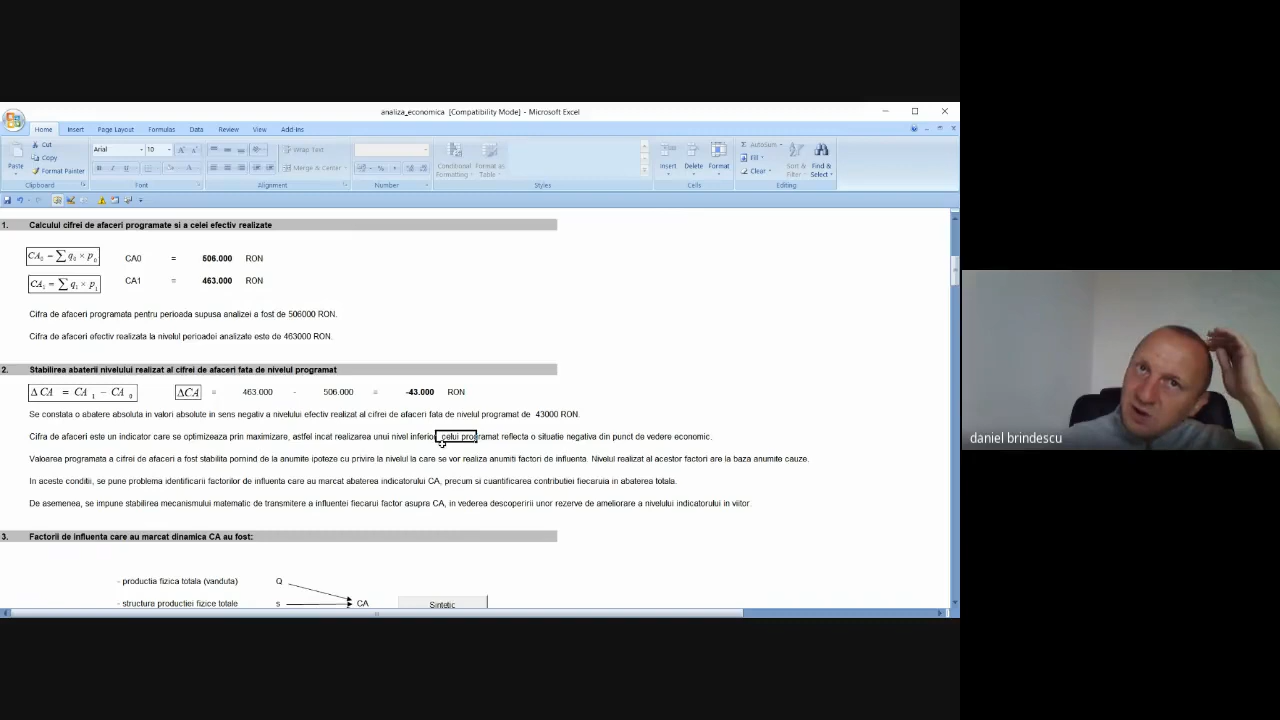 analiza_economica [Compatibility Mode] - Microsoft Excel
Home Insert Page Layout Formulas Data Review View Add-Ins
Paste Cut Copy Format Painter
Arial 10
Wrap Text
Merge & Center
Conditional Formatting Format as Table
Insert Delete Format
AutoSum Fill Clear
Sort & Filter Find & Select
Clipboard Font Alignment Number Styles Cells Editing
1. Calculul cifrei de afaceri programate si a celei efectiv realizate
CA₀ = ∑ q₀ × p₀ CA0 = 506.000 RON
CA₁ = ∑ q₁ × p₁ CA1 = 463.000 RON
Cifra de afaceri programata pentru perioada supusa analizei a fost de 506000 RON.
Cifra de afaceri efectiv realizata la nivelul perioadei analizate este de 463000 RON.
2. Stabilirea abaterii nivelului realizat al cifrei de afaceri fata de nivelul programat
Δ CA = CA ₁ − CA ₀ ΔCA = 463.000 - 506.000 = -43.000 RON
Se constata o abatere absoluta in valori absolute in sens negativ a nivelului efectiv realizat al cifrei de afaceri fata de nivelul programat de 43000 RON.
Cifra de afaceri este un indicator care se optimizeaza prin maximizare, astfel incat realizarea unui nivel inferior celui programat reflecta o situatie negativa din punct de vedere economic.
Valoarea programata a cifrei de afaceri a fost stabilita pornind de la anumite ipoteze cu privire la nivelul la care se vor realiza anumiti factori de influenta. Nivelul realizat al acestor factori are la baza anumite cauze.
In aceste conditii, se pune problema identificarii factorilor de influenta care au marcat abaterea indicatorului CA, precum si cuantificarea contributiei fiecaruia in abaterea totala.
De asemenea, se impune stabilirea mecanismului matematic de transmitere a influentei fiecarui factor asupra CA, in vederea descoperirii unor rezerve de ameliorare a nivelului indicatorului in viitor.
3. Factorii de influenta care au marcat dinamica CA au fost:
- productia fizica totala (vanduta) Q
- structura productiei fizice totale s CA Sintetic
daniel brindescu